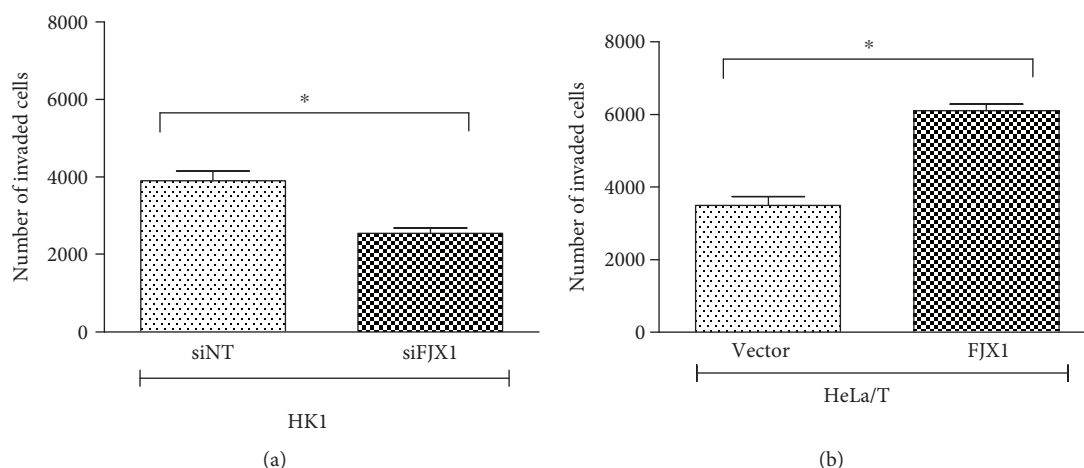 8000
6000
4000
2000
0
Number of invaded cells
*
siNT
siFJX1
HK1
(a)
8000
6000
4000
2000
0
Number of invaded cells
*
Vector
FJX1
HeLa/T
(b)